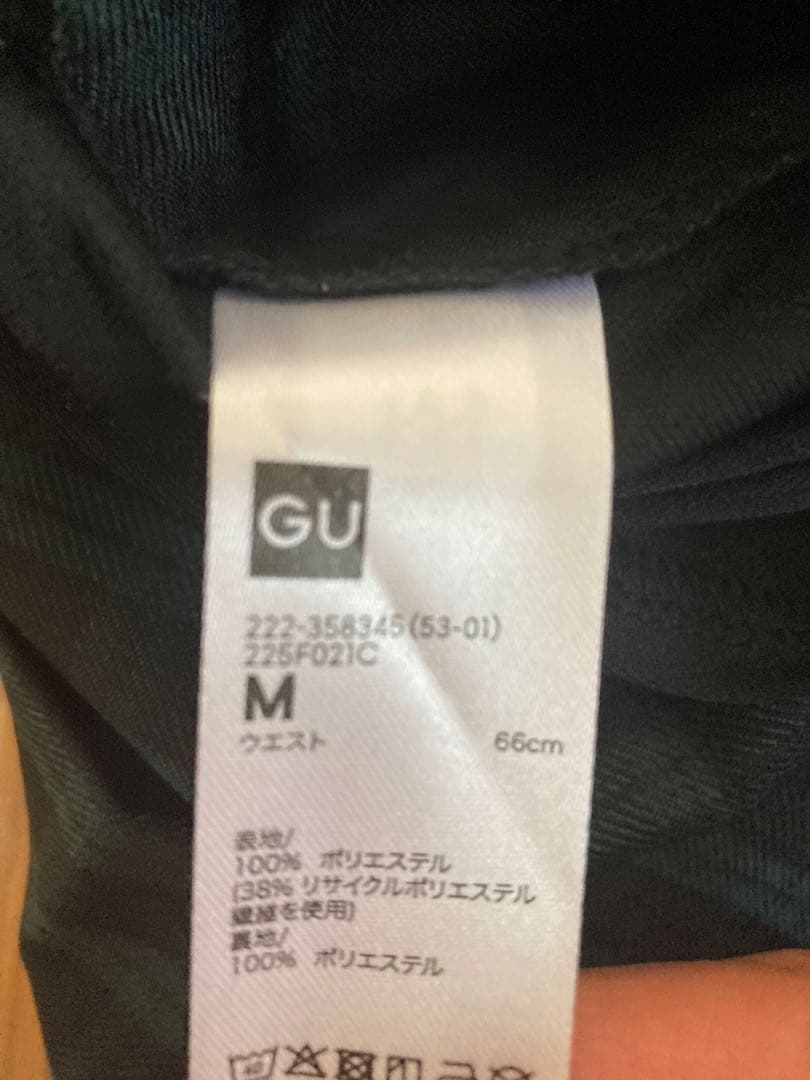 GU
222-358345(53-01)
225F021C
M
ウエスト 66cm
表地/
100% ポリエステル
(38% リサイクルポリエステル
繊維を使用)
裏地/
100% ポリエステル
40